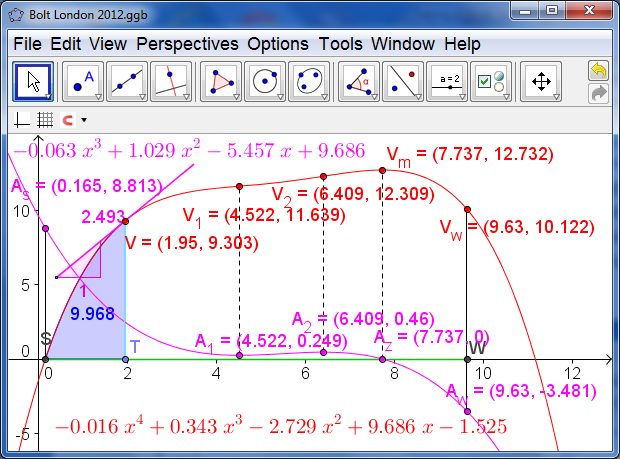 Bolt London 2012.ggb
File Edit View Perspectives Options Tools Window Help
A
α
a = 2
-0.063 x³ + 1.029 x² - 5.457 x + 9.686
V_m = (7.737, 12.732)
A_s = (0.165, 8.813)
V_2 = (6.409, 12.309)
2.493
V_1 = (4.522, 11.639)
V_w = (9.63, 10.122)
V = (1.95, 9.303)
10
5
1
9.968
A_2 = (6.409, 0.46)
S
A_1 = (4.522, 0.249)
A_z = (7.737, 0)
T
W
0
0 2 4 6 8 10 12
A_w = (9.63, -3.481)
-0.016 x⁴ + 0.343 x³ - 2.729 x² + 9.686 x - 1.525
-5